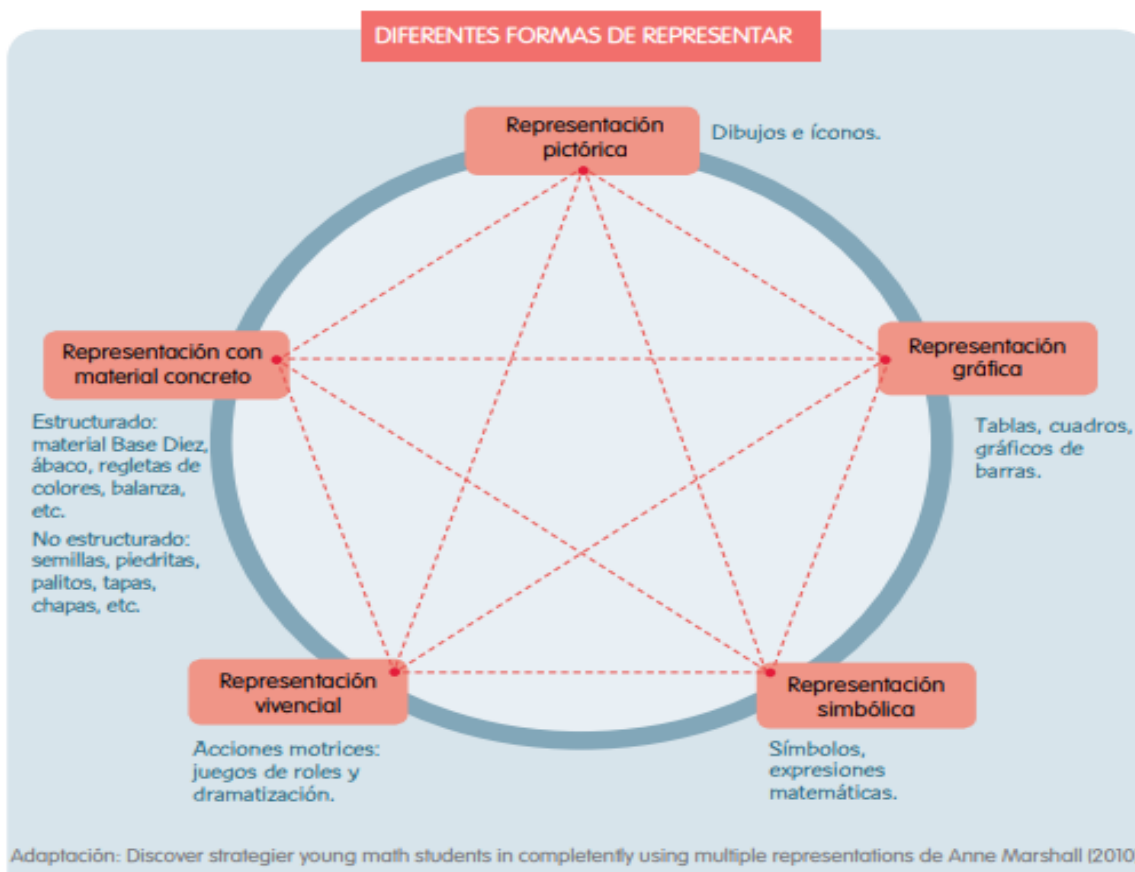 DIFERENTES FORMAS DE REPRESENTAR
Representación
pictórica
Dibujos e íconos.
Representación con
material concreto
Estructurado:
material Base Diez,
ábaco, regletas de
colores, balanza,
etc.
No estructurado:
semillas, piedritas,
palitos, tapas,
chapas, etc.
Representación
gráfica
Tablas, cuadros,
gráficos de
barras.
Representación
vivencial
Acciones motrices:
juegos de roles y
dramatización.
Representación
simbólica
Símbolos,
expresiones
matemáticas.
Adaptación: Discover strategier young math students in completently using multiple representations de Anne Marshall (2010